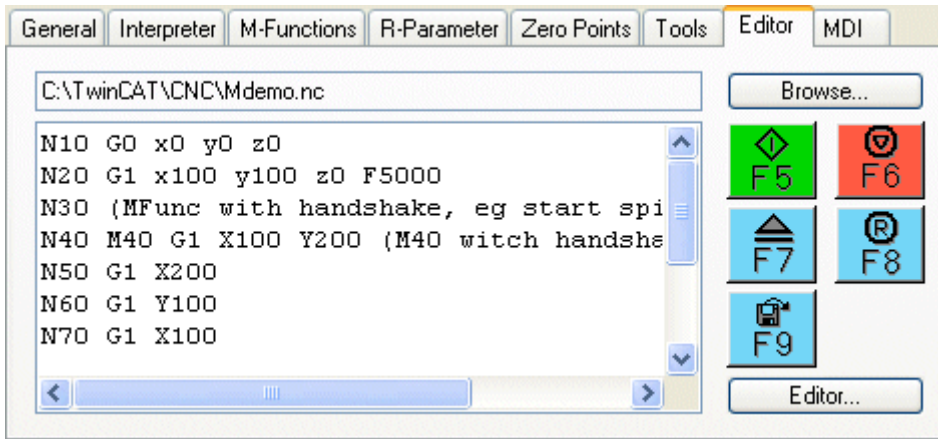 General Interpreter M-Functions R-Parameter Zero Points Tools Editor MDI
C:\TwinCAT\CNC\Mdemo.nc
Browse...
N10 G0 x0 y0 z0
N20 G1 x100 y100 z0 F5000
N30 (MFunc with handshake, eg start spi
N40 M40 G1 X100 Y200 (M40 witch handsha
N50 G1 X200
N60 G1 Y100
N70 G1 X100
F5
F6
F7
R
F8
F9
Editor...